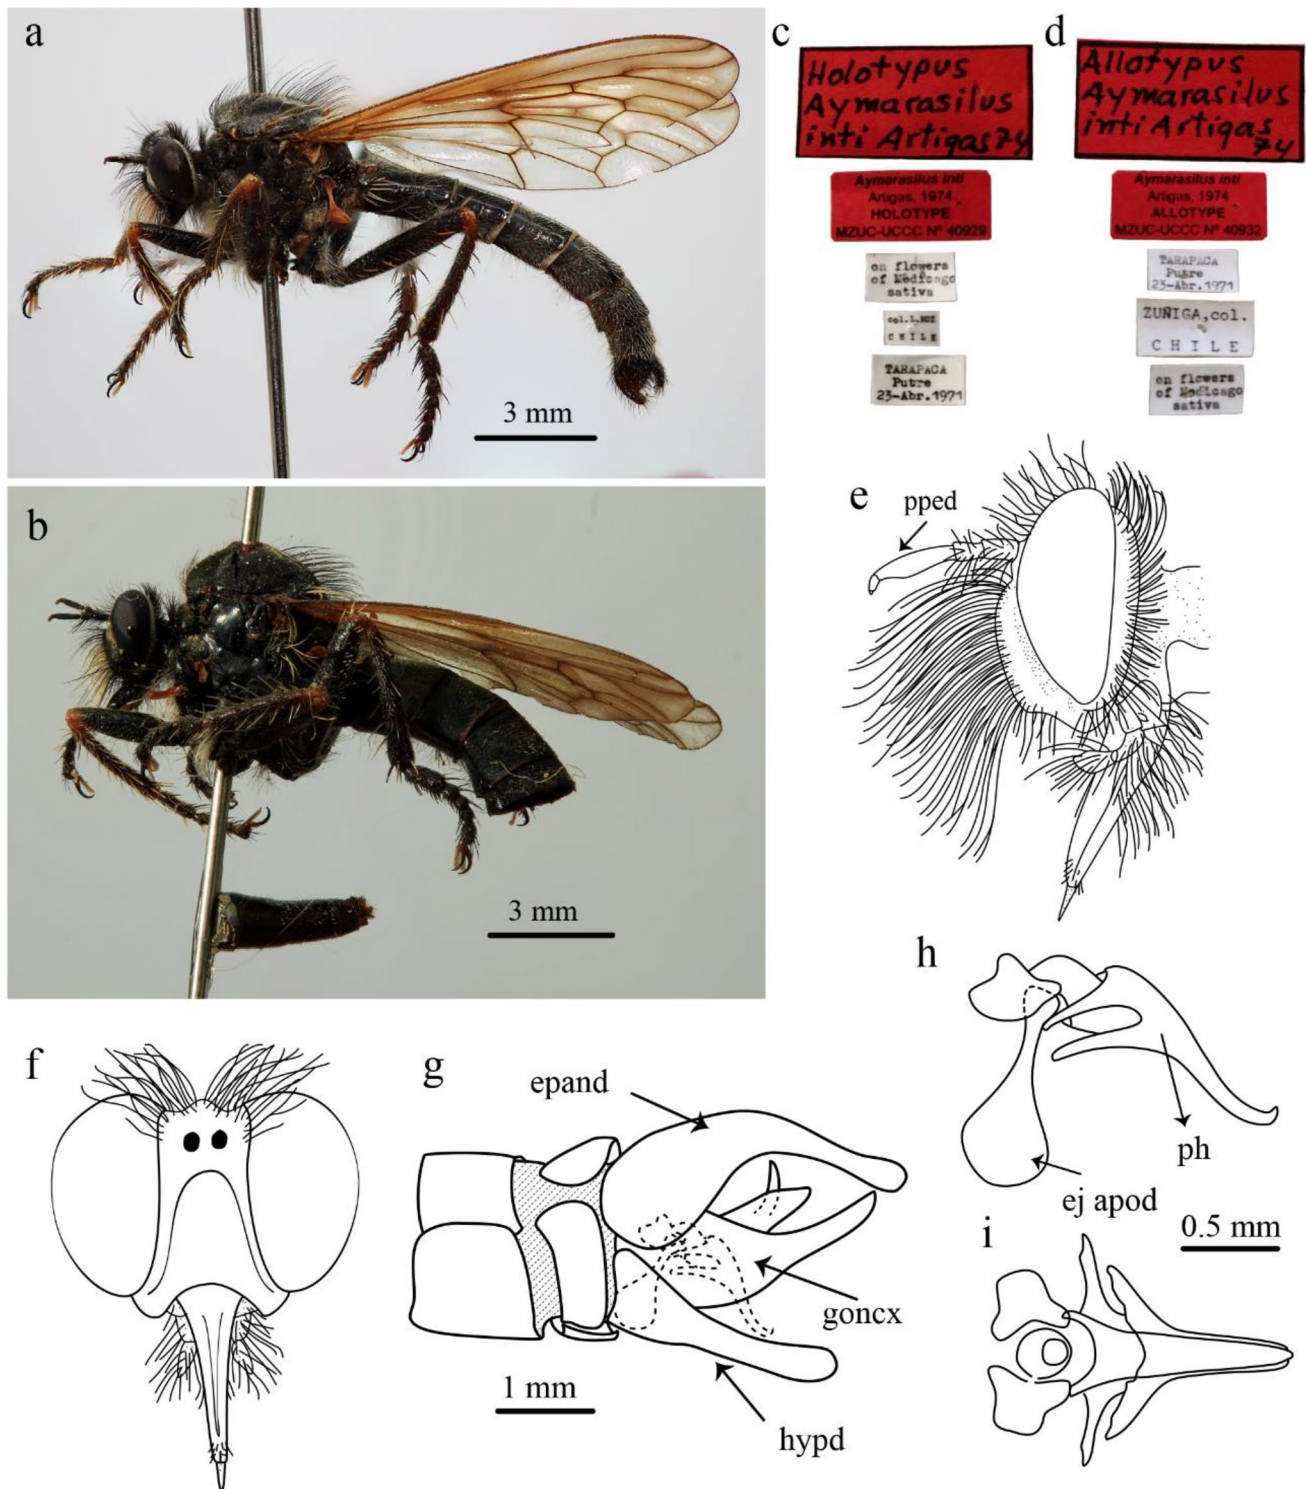 a
c
Holotypus
Aymarasilus
inti Artigas 74
Aymarasilus inti
Artigas, 1974
HOLOTYPE
MZUC-UCCC Nº 40929
on flowers
of Medicago
sativa
CHILE
TARAPACA
Putre
23-Abr.1971
d
Allotypus
Aymarasilus
inti Artigas
74
Aymarasilus inti
Artigas, 1974
ALLOTYPE
MZUC-UCCC Nº 40932
TARAPACA
Putre
23-Abr.1971
ZUÑIGA, col.
CHILE
on flowers
of Medicago
sativa
3 mm
b
3 mm
e
pped
f
g
epand
goncx
hypd
1 mm
h
ph
ej apod
0.5 mm
i